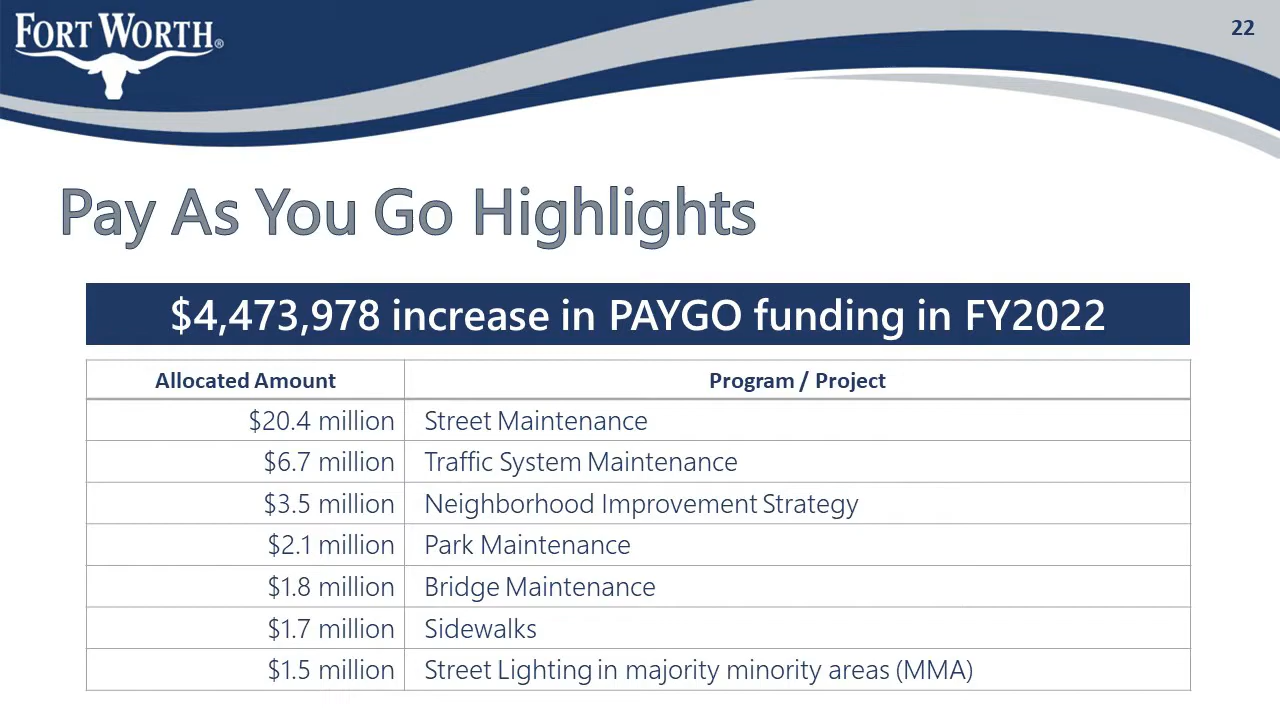 FORT WORTH®
22
Pay As You Go Highlights
$4,473,978 increase in PAYGO funding in FY2022
Allocated Amount Program / Project
$20.4 million Street Maintenance
$6.7 million Traffic System Maintenance
$3.5 million Neighborhood Improvement Strategy
$2.1 million Park Maintenance
$1.8 million Bridge Maintenance
$1.7 million Sidewalks
$1.5 million Street Lighting in majority minority areas (MMA)